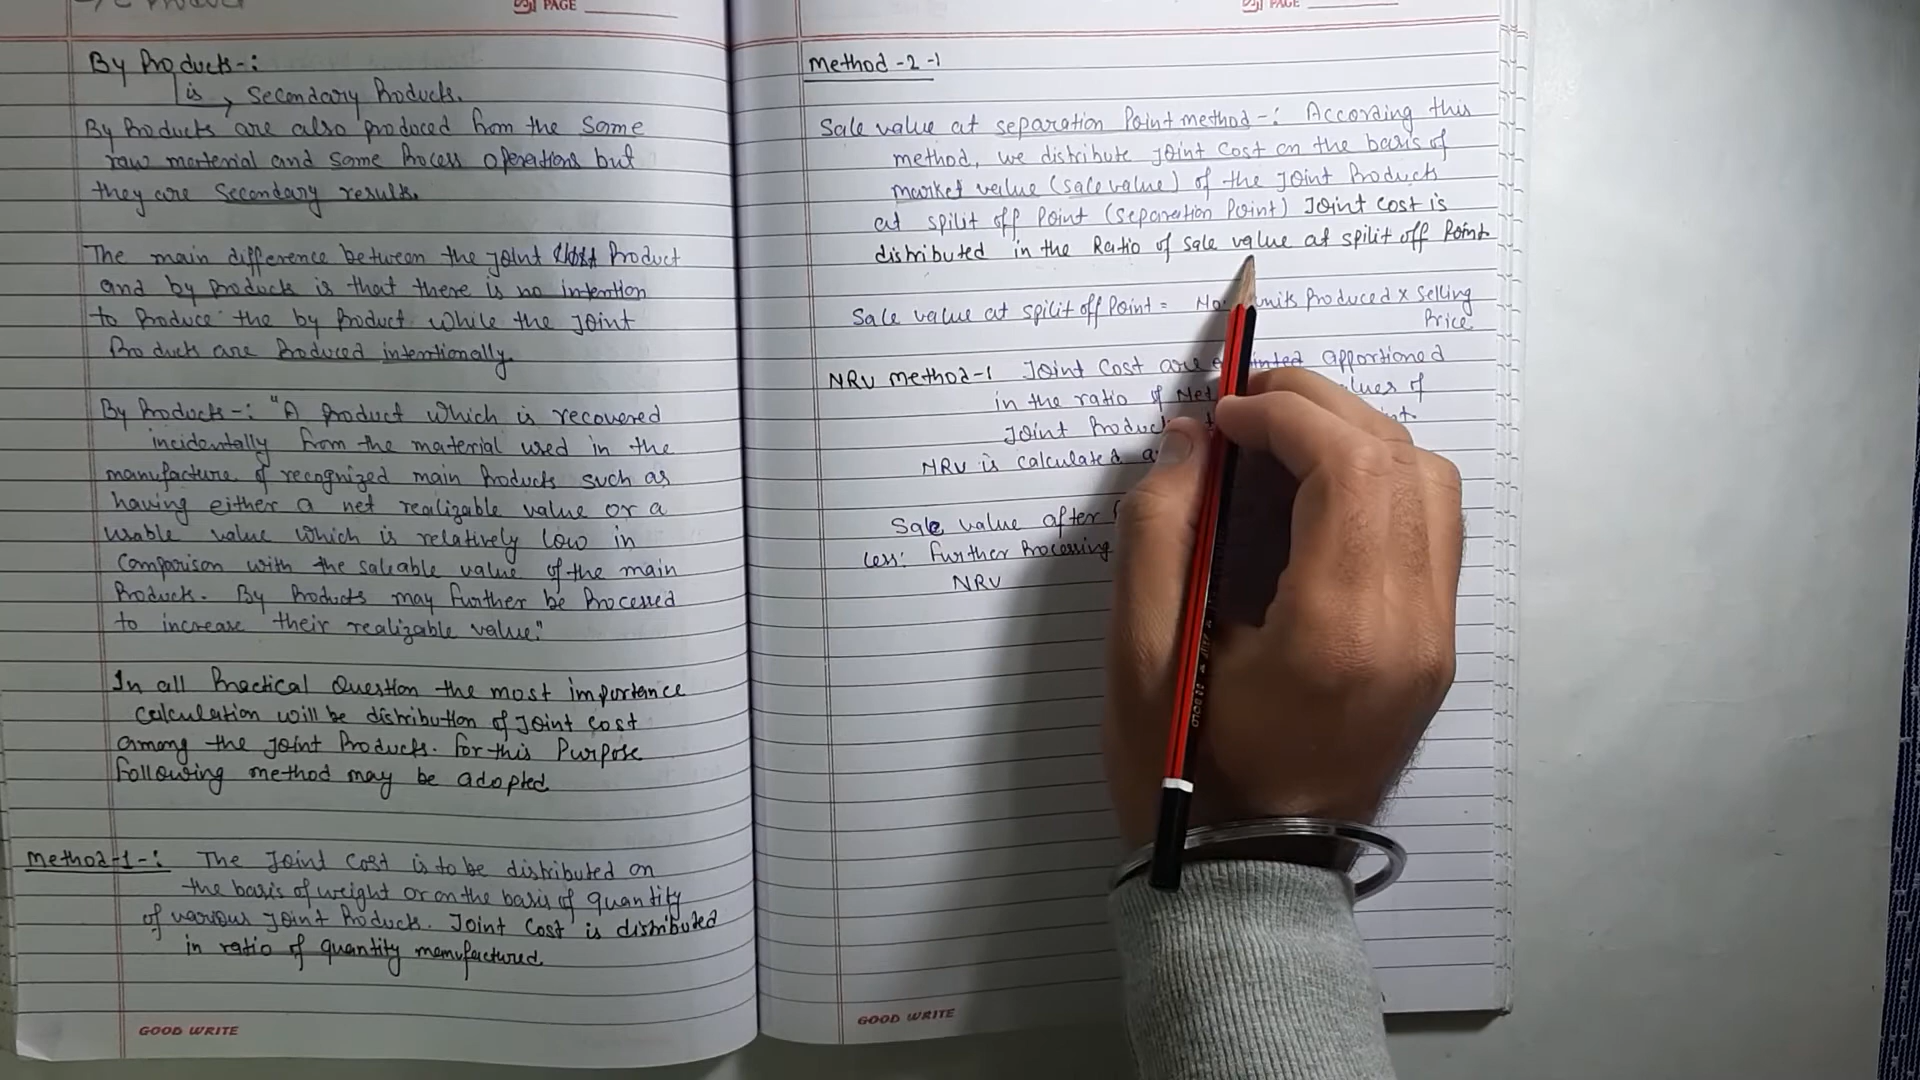 PAGE
By Products-:
is → Secondary Products.
By Products are also produced from the Same
raw material and Same Process operations but
they are Secondary results.
The main difference between the joint Product
and by products is that there is no intention
to Produce the by Product while the Joint
Products are Produced intentionally.
By Products-: "A Product which is recovered
incidentally from the material used in the
manufacture of recognized main Products such as
having either a net realizable value or a
usable value which is relatively low in
Comparison with the saleable value of the main
Products. By Products may further be Processed
to increase their realizable value."
In all Practical Question the most importance
Calculation will be distribution of Joint Cost
among the joint Products. for this Purpose
following method may be adopted
Method-1-: The Joint Cost is to be distributed on
the basis of weight or on the basis of quantity
of various Joint Products. Joint Cost is distributed
in ratio of quantity manufactured.
GOOD WRITE
PAGE
Method-2-1
Sale value at separation Point method-: According this
method, we distribute Joint Cost on the basis of
market value (sale value) of the Joint Products
at spilit off Point (Separation Point) Joint Cost is
distributed in the Ratio of sale value at spilit off Point
Sale value at spilit off Point = units Produced x Selling
Price
NRV method-1 Joint Cost are apportioned
in the ratio of Net of
Joint
NRV is calculated
Sale value after
Less: Further Processing
NRV
GOOD WRITE